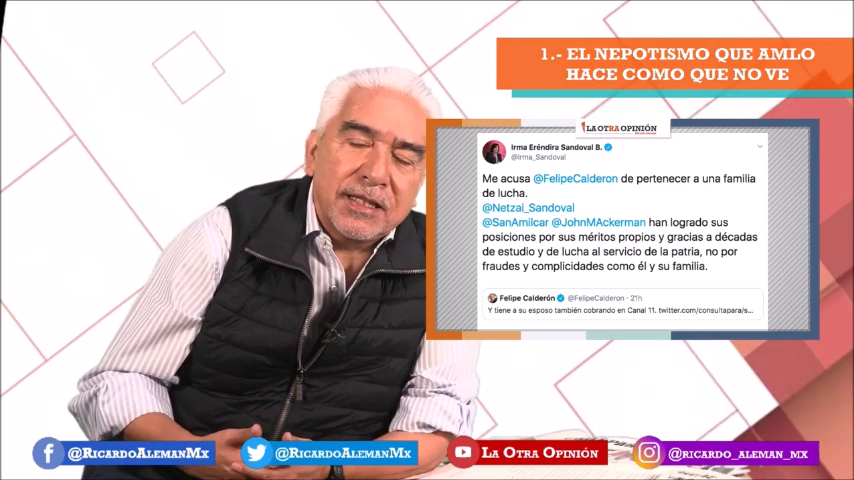 1.- EL NEPOTISMO QUE AMLO
HACE COMO QUE NO VE
LA OTRA OPINIÓN
Irma Eréndira Sandoval B.
@Irma_Sandoval
Me acusa @FelipeCalderon de pertenecer a una familia
de lucha.
@Netzai_Sandoval
@SanAmilcar @JohnMAckerman han logrado sus
posiciones por sus méritos propios y gracias a décadas
de estudio y de lucha al servicio de la patria, no por
fraudes y complicidades como él y su familia.
Felipe Calderón @FelipeCalderon · 21h
Y tiene a su esposo también cobrando en Canal 11. twitter.com/consultapara/s...
@RICARDOALEMANMX
@RICARDOALEMANMX
LA OTRA OPINIÓN
@RICARDO_ALEMAN_MX